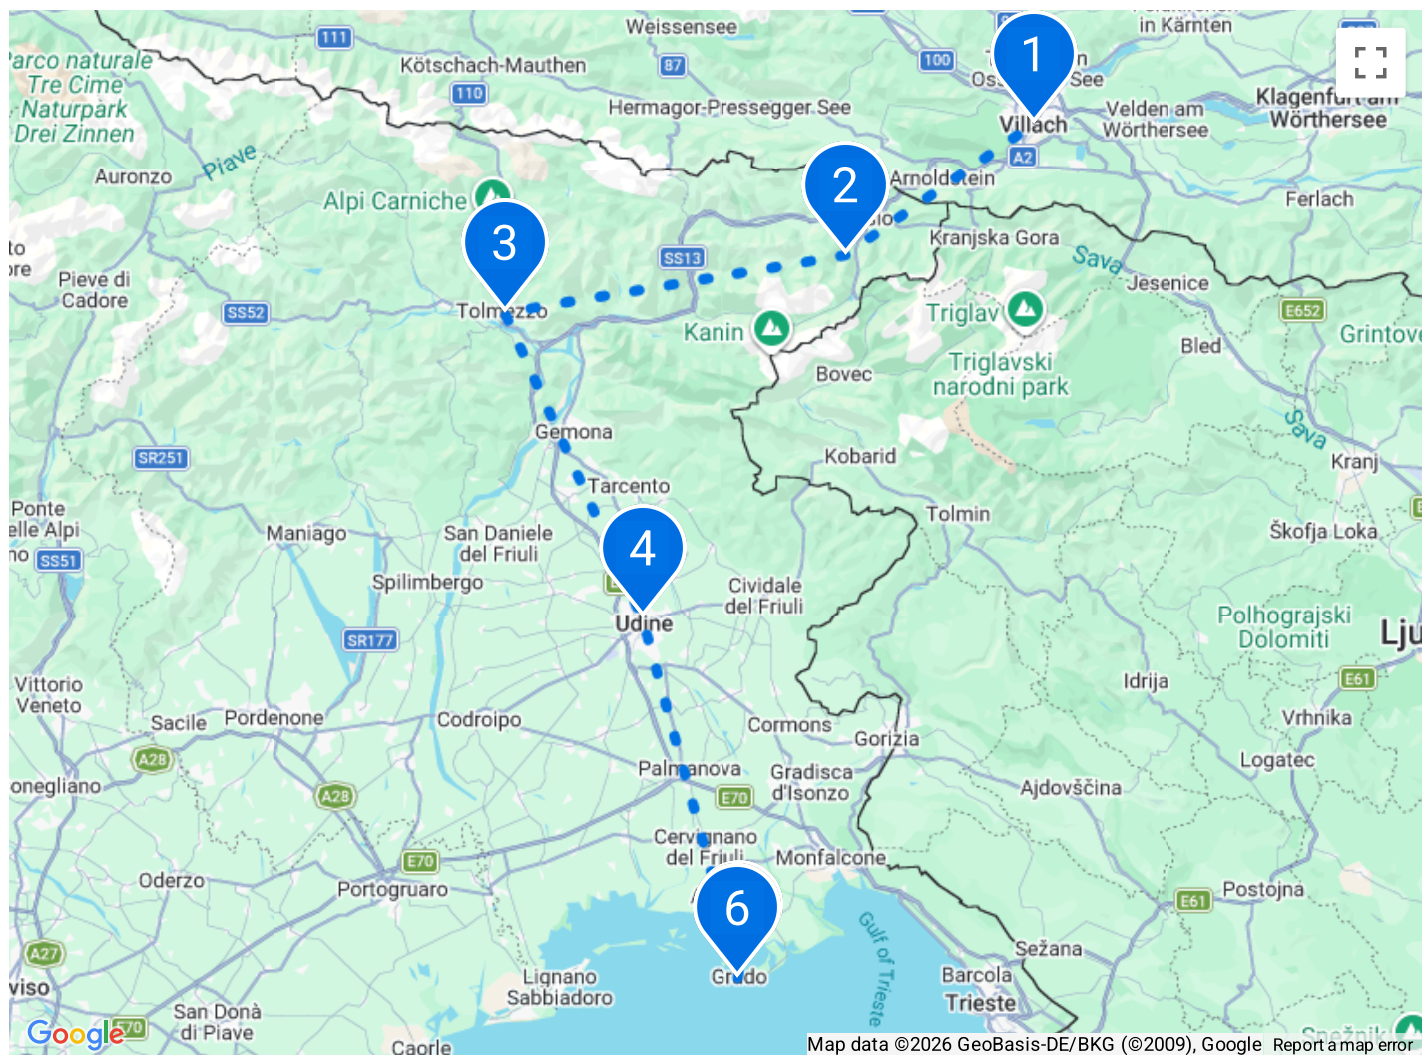 Weissensee
in Kärnten
111
Parco naturale
Tre Cime
Naturpark
Drei Zinnen
Kötschach-Mauthen
87
100
1
110
Hermagor-Pressegger See
Villach
Velden am
Wörthersee
Klagenfurt am
Wörthersee
A2
Piave
Auronzo
2
Arnoldstein
Ferlach
Alpi Carniche
3
Kranjska Gora
SS13
Sava
Jesenice
Pieve di
Cadore
SS52
Tolmezzo
Kanin
Triglav
E652
Bled
Triglavski
narodni park
Bovec
Sava
Gemona
SR251
Kobarid
Kranj
Tarcento
Ponte
Maniago
San Daniele
del Friuli
Tolmin
Škofja Loka
4
SS51
Spilimbergo
Cividale
del Friuli
Udine
SR177
Polhograjski
Dolomiti
Lju
Vittorio
Veneto
Idrija
E61
Sacile
Pordenone
Codroipo
Cormons
Gorizia
Vrhnika
A28
Logatec
onegliano
A28
Palmanova
Gradisca
d'Isonzo
E70
Ajdovščina
Cervignano
del Friuli
Monfalcone
E70
Oderzo
Portogruaro
6
E61
Postojna
Gulf of Trieste
A27
Lignano
Sabbiadoro
Grado
Barcola
Sežana
Trieste
viso
San Donà
di Piave
Google
E70
Caorle
Snežnik
Map data ©2026 GeoBasis-DE/BKG (©2009), Google
Report a map error